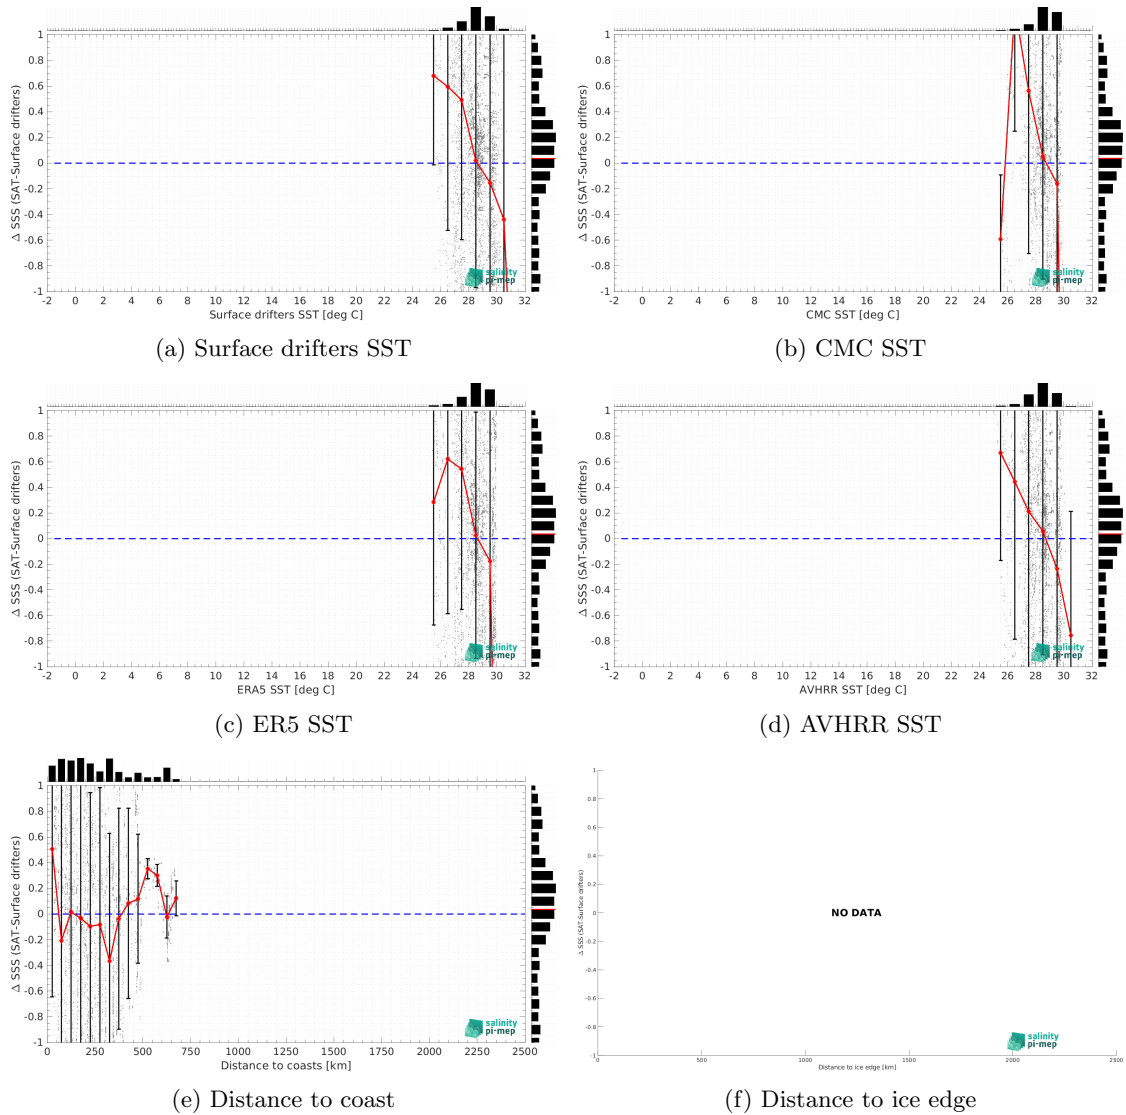 1
0.8
0.6
0.4
0.2
0
-0.2
-0.4
-0.6
-0.8
-1
Δ SSS (SAT-Surface drifters)
-2 0 2 4 6 8 10 12 14 16 18 20 22 24 26 28 30 32
Surface drifters SST [deg C]
salinity
pi-mep
(a) Surface drifters SST
1
0.8
0.6
0.4
0.2
0
-0.2
-0.4
-0.6
-0.8
-1
Δ SSS (SAT-Surface drifters)
-2 0 2 4 6 8 10 12 14 16 18 20 22 24 26 28 30 32
CMC SST [deg C]
salinity
pi-mep
(b) CMC SST
1
0.8
0.6
0.4
0.2
0
-0.2
-0.4
-0.6
-0.8
-1
Δ SSS (SAT-Surface drifters)
-2 0 2 4 6 8 10 12 14 16 18 20 22 24 26 28 30 32
ERA5 SST [deg C]
salinity
pi-mep
(c) ER5 SST
1
0.8
0.6
0.4
0.2
0
-0.2
-0.4
-0.6
-0.8
-1
Δ SSS (SAT-Surface drifters)
-2 0 2 4 6 8 10 12 14 16 18 20 22 24 26 28 30 32
AVHRR SST [deg C]
salinity
pi-mep
(d) AVHRR SST
1
0.8
0.6
0.4
0.2
0
-0.2
-0.4
-0.6
-0.8
-1
Δ SSS (SAT-Surface drifters)
0 250 500 750 1000 1250 1500 1750 2000 2250 2500
Distance to coasts [km]
salinity
pi-mep
(e) Distance to coast
1
0.8
0.6
0.4
0.2
0
-0.2
-0.4
-0.6
-0.8
-1
Δ SSS (SAT-Surface drifters)
NO DATA
0 500 1000 1500 2000 2500
Distance to ice edge [km]
salinity
pi-mep
(f) Distance to ice edge